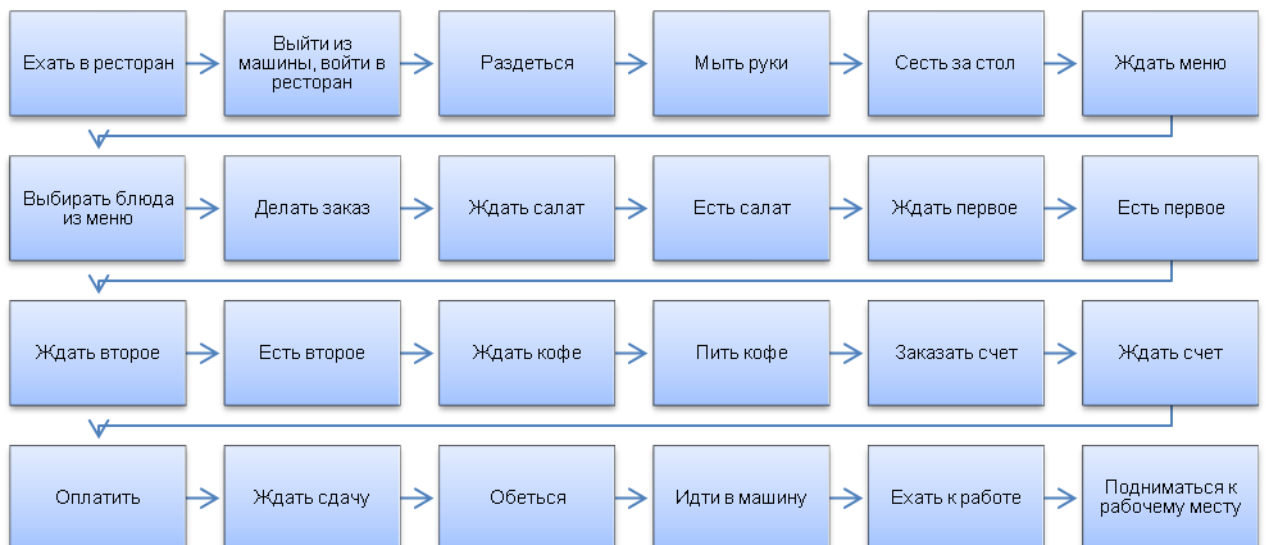 Ехать в ресторан
Выйти из
машины, войти в
ресторан
Раздеться
Мыть руки
Сесть за стол
Ждать меню
Выбирать блюда
из меню
Делать заказ
Ждать салат
Есть салат
Ждать первое
Есть первое
Ждать второе
Есть второе
Ждать кофе
Пить кофе
Заказать счет
Ждать счет
Оплатить
Ждать сдачу
Обеться
Идти в машину
Ехать к работе
Подниматься к
рабочему месту